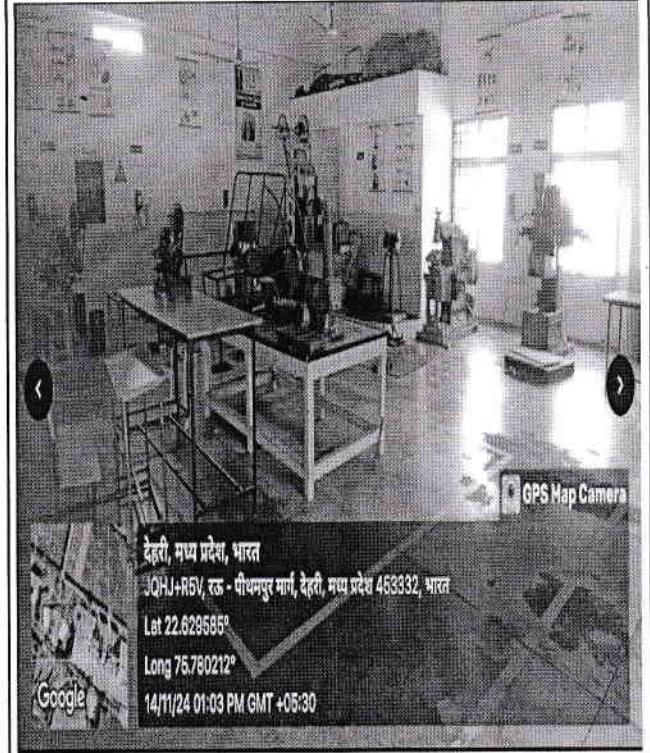 GPS Map Camera
देहरी, मध्य प्रदेश, भारत
JQHJ+R5V, रऊ - पीथमपुर मार्ग, देहरी, मध्य प्रदेश 453332, भारत
Lat 22.629585°
Long 75.780212°
14/11/24 01:03 PM GMT +05:30
Google